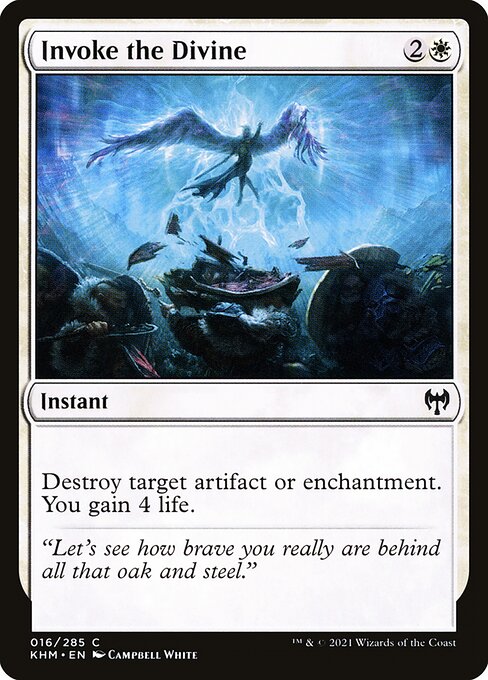 Invoke the Divine 2
Instant
Destroy target artifact or enchantment.
You gain 4 life.
“Let’s see how brave you really are behind
all that oak and steel.”
016/285 C
KHM • EN Campbell White
™ & © 2021 Wizards of the Coast